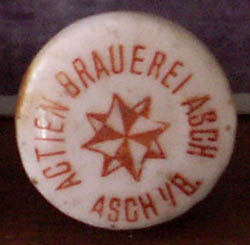 ACTIEN BRAUEREI ASCH
ASCH i/B.